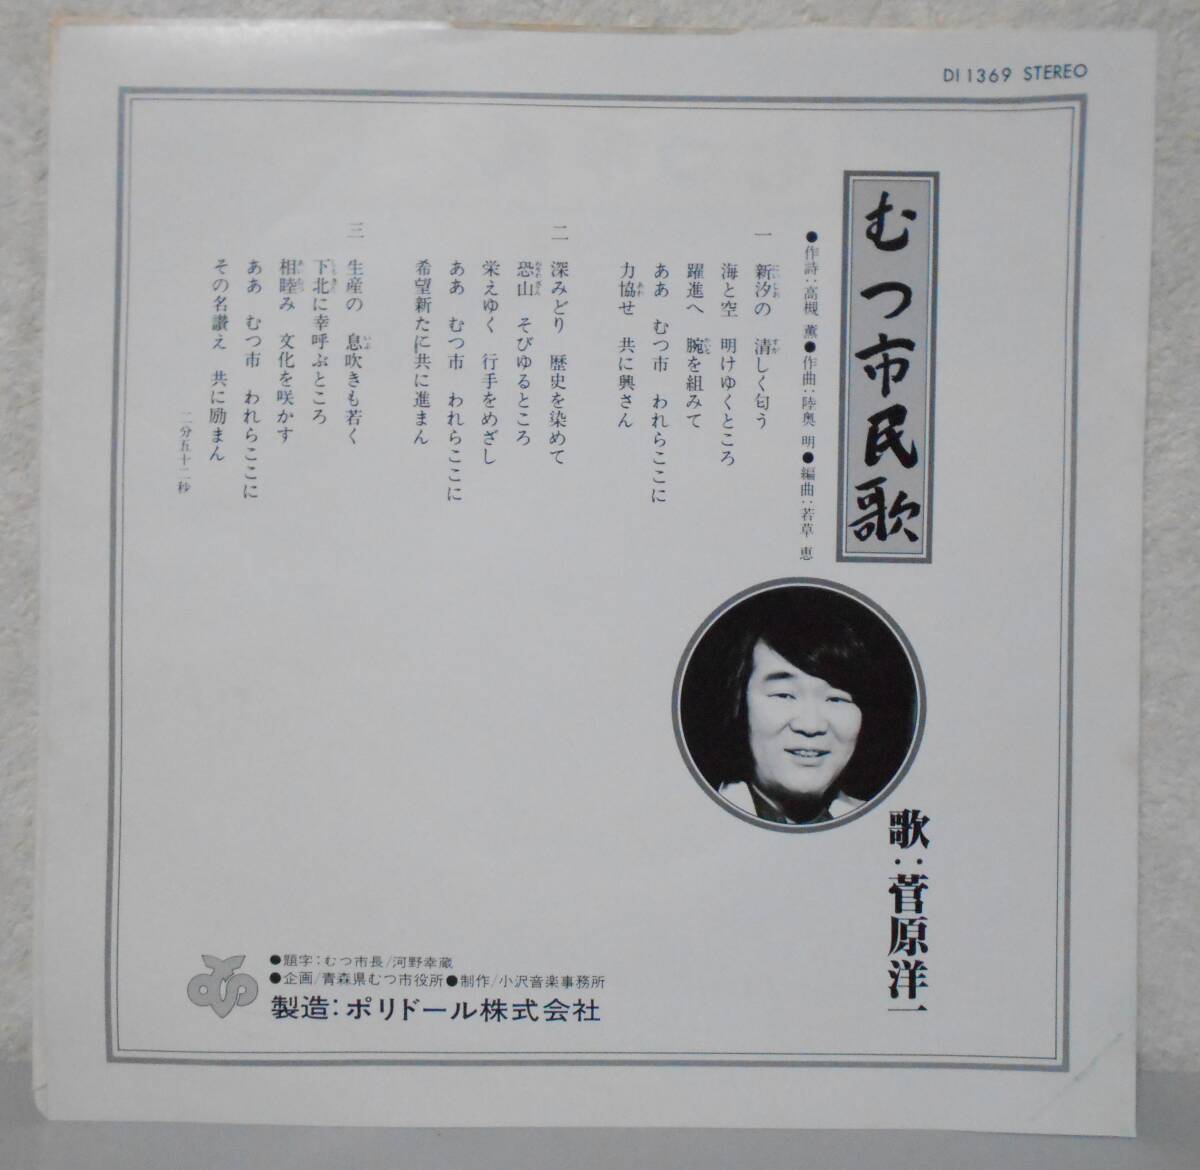 DI 1369 STEREO
むつ市民歌
●作詩：高槻 薫●作曲：陸奥 明●編曲：若草 恵
一 新汐の 清しく匂う
海と空 明けゆくところ
躍進へ 腕を組みて
ああ むつ市 われらここに
力協せ 共に興さん
二 深みどり 歴史を染めて
恐山 そびゆるところ
栄えゆく 行手をめざし
ああ むつ市 われらここに
希望新たに共に進まん
三 生産の 息吹きも若く
下北に幸呼ぶところ
相睦み 文化を咲かす
ああ むつ市 われらここに
その名讃え 共に励まん
二分五十二秒
歌：菅原洋一
●題字：むつ市長/河野幸蔵
●企画/青森県むつ市役所●制作/小沢音楽事務所
製造：ポリドール株式会社